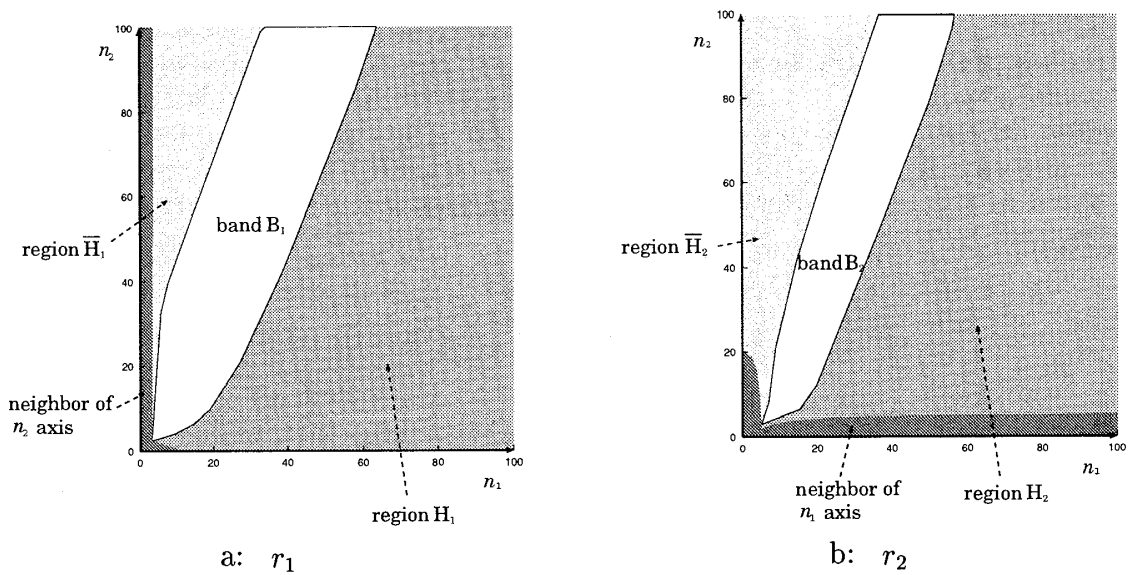 100
n₂
80
60
40
20
0
0
20
40
60
80
100
n₁
band B₁
region H̅₁
neighbor of
n₂ axis
region H₁
a: r₁
100
n₂
80
60
40
20
0
0
20
40
60
80
100
n₁
band B₂
region H̅₂
neighbor of
n₁ axis
region H₂
b: r₂